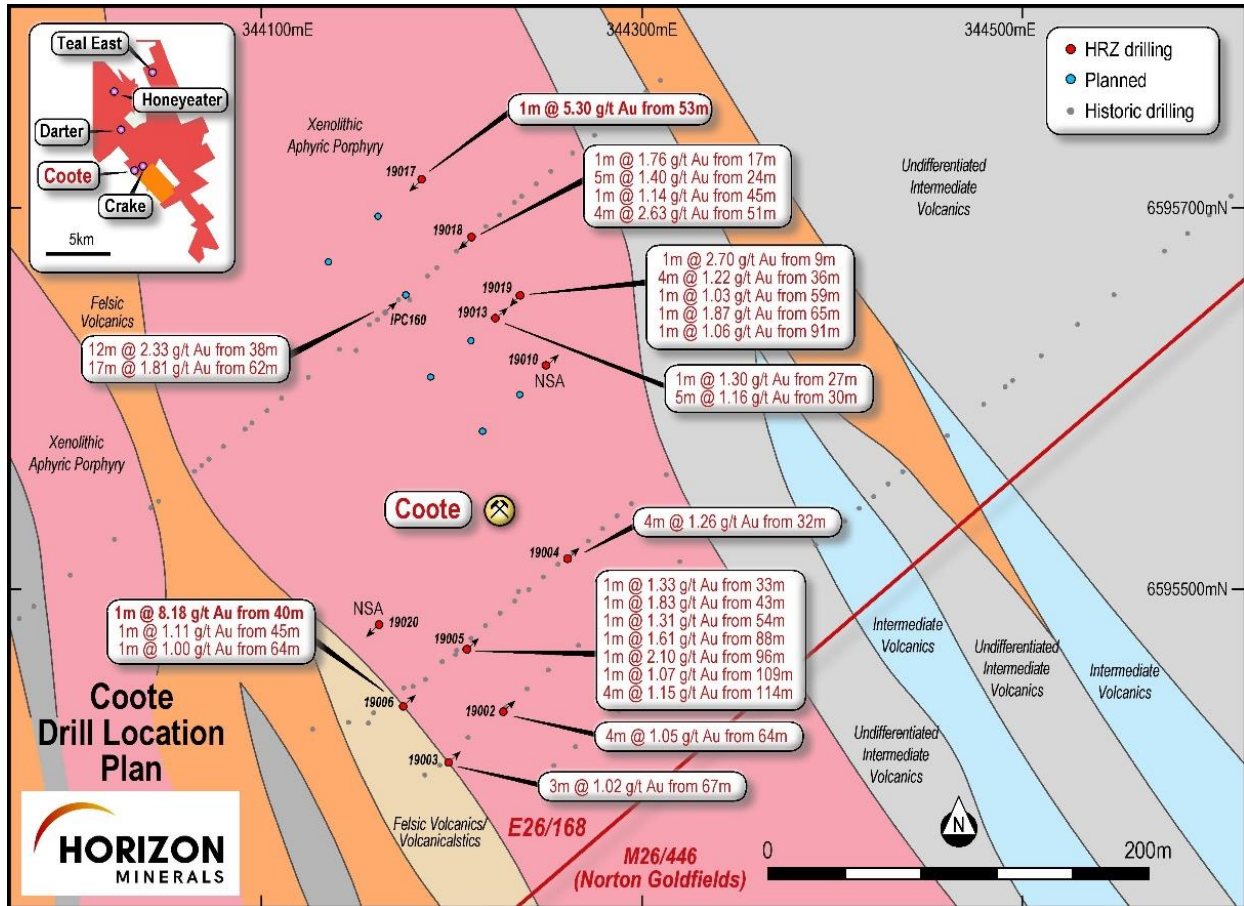 344100mE
344300mE
344500mE
Teal East
Honeyeater
Darter
Coote
Crake
5km
HRZ drilling
Planned
Historic drilling
Xenolithic
Aphyric Porphyry
1m @ 5.30 g/t Au from 53m
19017
1m @ 1.76 g/t Au from 17m
5m @ 1.40 g/t Au from 24m
1m @ 1.14 g/t Au from 45m
4m @ 2.63 g/t Au from 51m
19018
Undifferentiated
Intermediate
Volcanics
6595700mN
1m @ 2.70 g/t Au from 9m
4m @ 1.22 g/t Au from 36m
1m @ 1.03 g/t Au from 59m
1m @ 1.87 g/t Au from 65m
1m @ 1.06 g/t Au from 91m
19019
19013
IPC160
Felsic
Volcanics
12m @ 2.33 g/t Au from 38m
17m @ 1.81 g/t Au from 62m
19010
NSA
1m @ 1.30 g/t Au from 27m
5m @ 1.16 g/t Au from 30m
Xenolithic
Aphyric Porphyry
Coote
4m @ 1.26 g/t Au from 32m
19004
6595500mN
1m @ 8.18 g/t Au from 40m
1m @ 1.11 g/t Au from 45m
1m @ 1.00 g/t Au from 64m
NSA
19020
19005
1m @ 1.33 g/t Au from 33m
1m @ 1.83 g/t Au from 43m
1m @ 1.31 g/t Au from 54m
1m @ 1.61 g/t Au from 88m
1m @ 2.10 g/t Au from 96m
1m @ 1.07 g/t Au from 109m
4m @ 1.15 g/t Au from 114m
Intermediate
Volcanics
Undifferentiated
Intermediate
Volcanics
Intermediate
Volcanics
19006
19002
4m @ 1.05 g/t Au from 64m
19003
3m @ 1.02 g/t Au from 67m
Undifferentiated
Intermediate
Volcanics
Coote
Drill Location
Plan
HORIZON
MINERALS
Felsic Volcanics/
Volcanicalstics
E26/168
M26/446
(Norton Goldfields)
N
0
200m